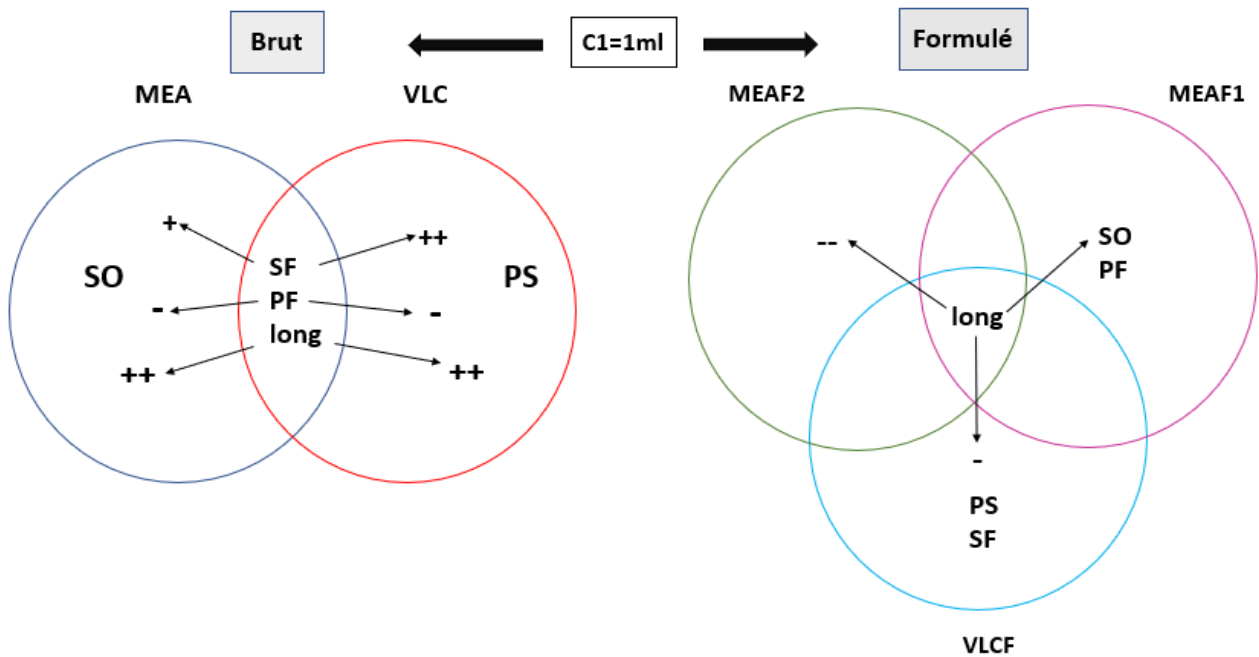 Brut
C1=1ml
Formulé
MEA
VLC
SO
PS
+
++
SF
PF
long
-
-
++
++
MEAF2
MEAF1
--
SO
PF
long
-
PS
SF
VLCF